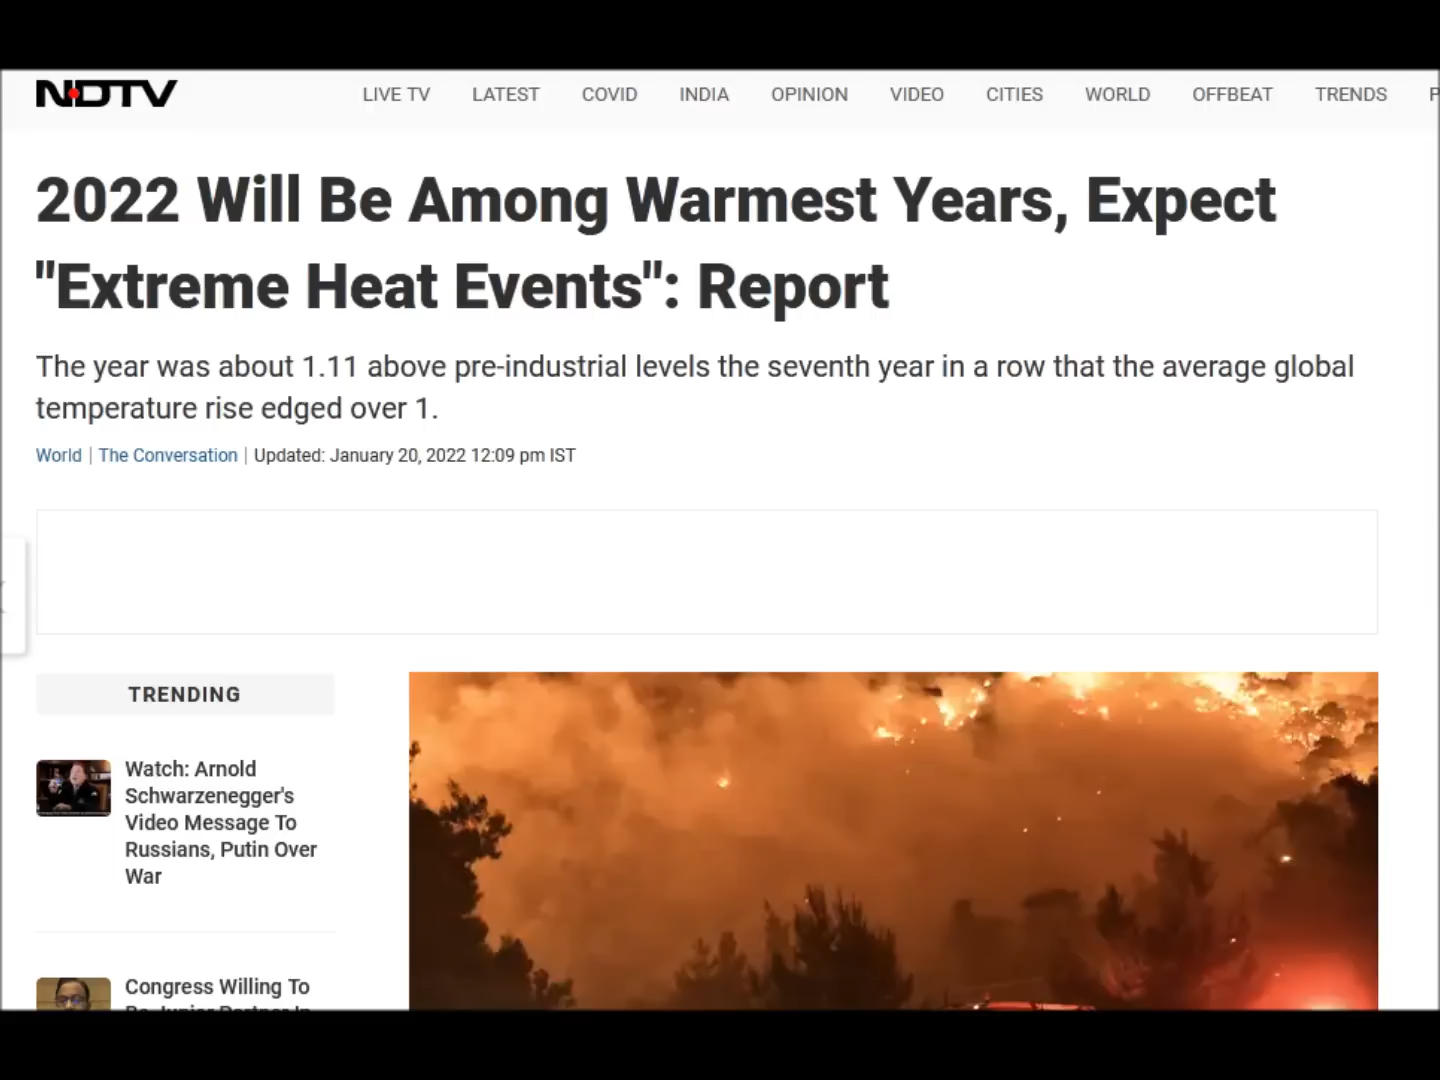 NDTV
LIVE TV LATEST COVID INDIA OPINION VIDEO CITIES WORLD OFFBEAT TRENDS
2022 Will Be Among Warmest Years, Expect
"Extreme Heat Events": Report
The year was about 1.11 above pre-industrial levels the seventh year in a row that the average global
temperature rise edged over 1.
World | The Conversation | Updated: January 20, 2022 12:09 pm IST
TRENDING
Watch: Arnold
Schwarzenegger's
Video Message To
Russians, Putin Over
War
Congress Willing To